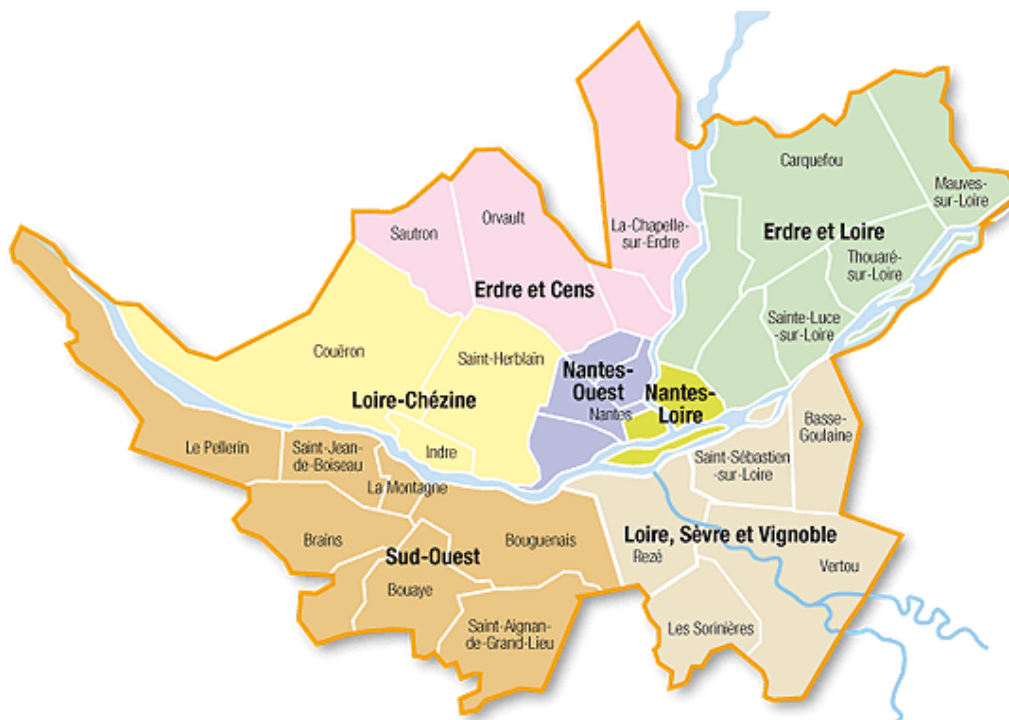 Carquefou
Mauves-
sur-Loire
Orvault
La-Chapelle-
sur-Erdre
Sautron
Erdre et Loire
Thouaré-
sur-Loire
Erdre et Cens
Sainte-Luce
-sur-Loire
Couëron
Saint-Herblain
Nantes-
Ouest
Nantes
Nantes-
Loire
Loire-Chézine
Basse-
Goulaine
Le Pellerin
Saint-Jean-
de-Boiseau
Indre
Saint-Sébastien
-sur-Loire
La Montagne
Brains
Sud-Ouest
Bouguenais
Loire, Sèvre et Vignoble
Rezé
Vertou
Bouaye
Saint-Aignan-
de-Grand-Lieu
Les Sorinières